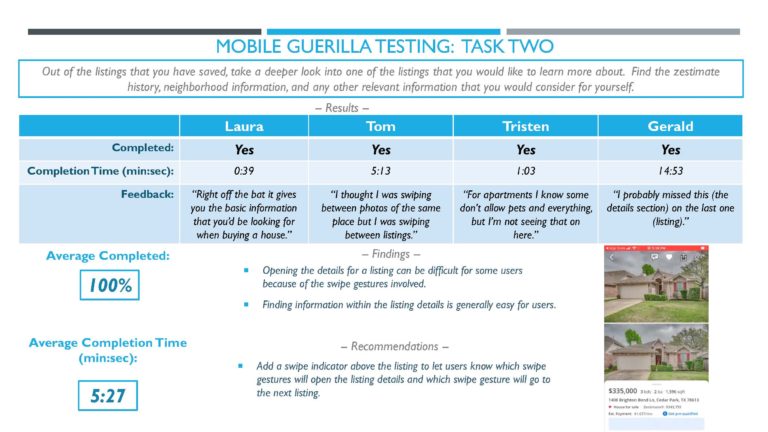 MOBILE GUERILLA TESTING: TASK TWO
Out of the listings that you have saved, take a deeper look into one of the listings that you would like to learn more about. Find the zestimate
history, neighborhood information, and any other relevant information that you would consider for yourself.
– Results –
Laura Tom Tristen Gerald
Completed: Yes Yes Yes Yes
Completion Time (min:sec): 0:39 5:13 1:03 14:53
Feedback:
“Right off the bat it gives
you the basic information
that you’d be looking for
when buying a house.”
“I thought I was swiping
between photos of the same
place but I was swiping
between listings.”
“For apartments I know some
don’t allow pets and everything,
but I’m not seeing that on
here.”
“I probably missed this (the
details section) on the last one
(listing).”
Average Completed:
100%
– Findings –
Opening the details for a listing can be difficult for some users
because of the swipe gestures involved.
Finding information within the listing details is generally easy for users.
Average Completion Time
(min:sec):
5:27
– Recommendations –
Add a swipe indicator above the listing to let users know which swipe
gestures will open the listing details and which swipe gesture will go to
the next listing.
$335,000
1408 Brighton Bend Ln, Cedar Park, TX 78613
House for sale
Est. Payment:
Get pre-qualified